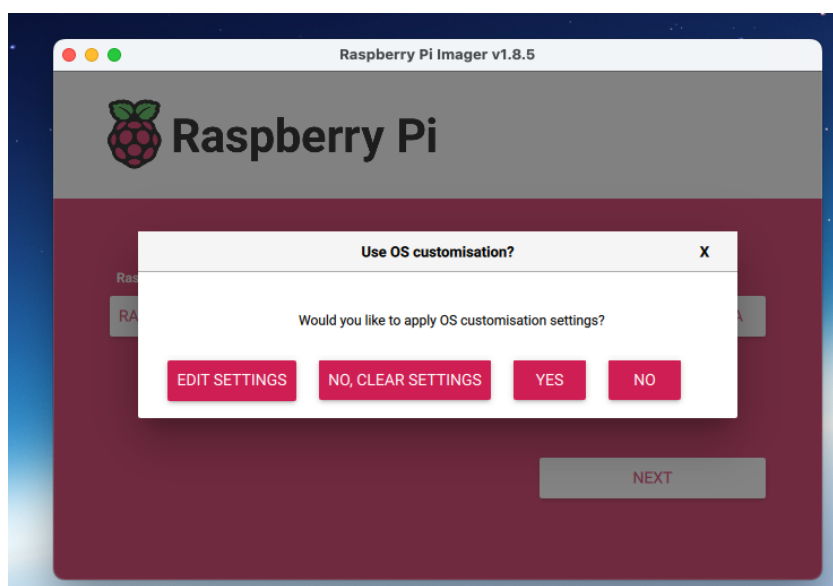 Raspberry Pi Imager v1.8.5
Raspberry Pi
Use OS customisation? X
Would you like to apply OS customisation settings?
EDIT SETTINGS NO, CLEAR SETTINGS YES NO
NEXT